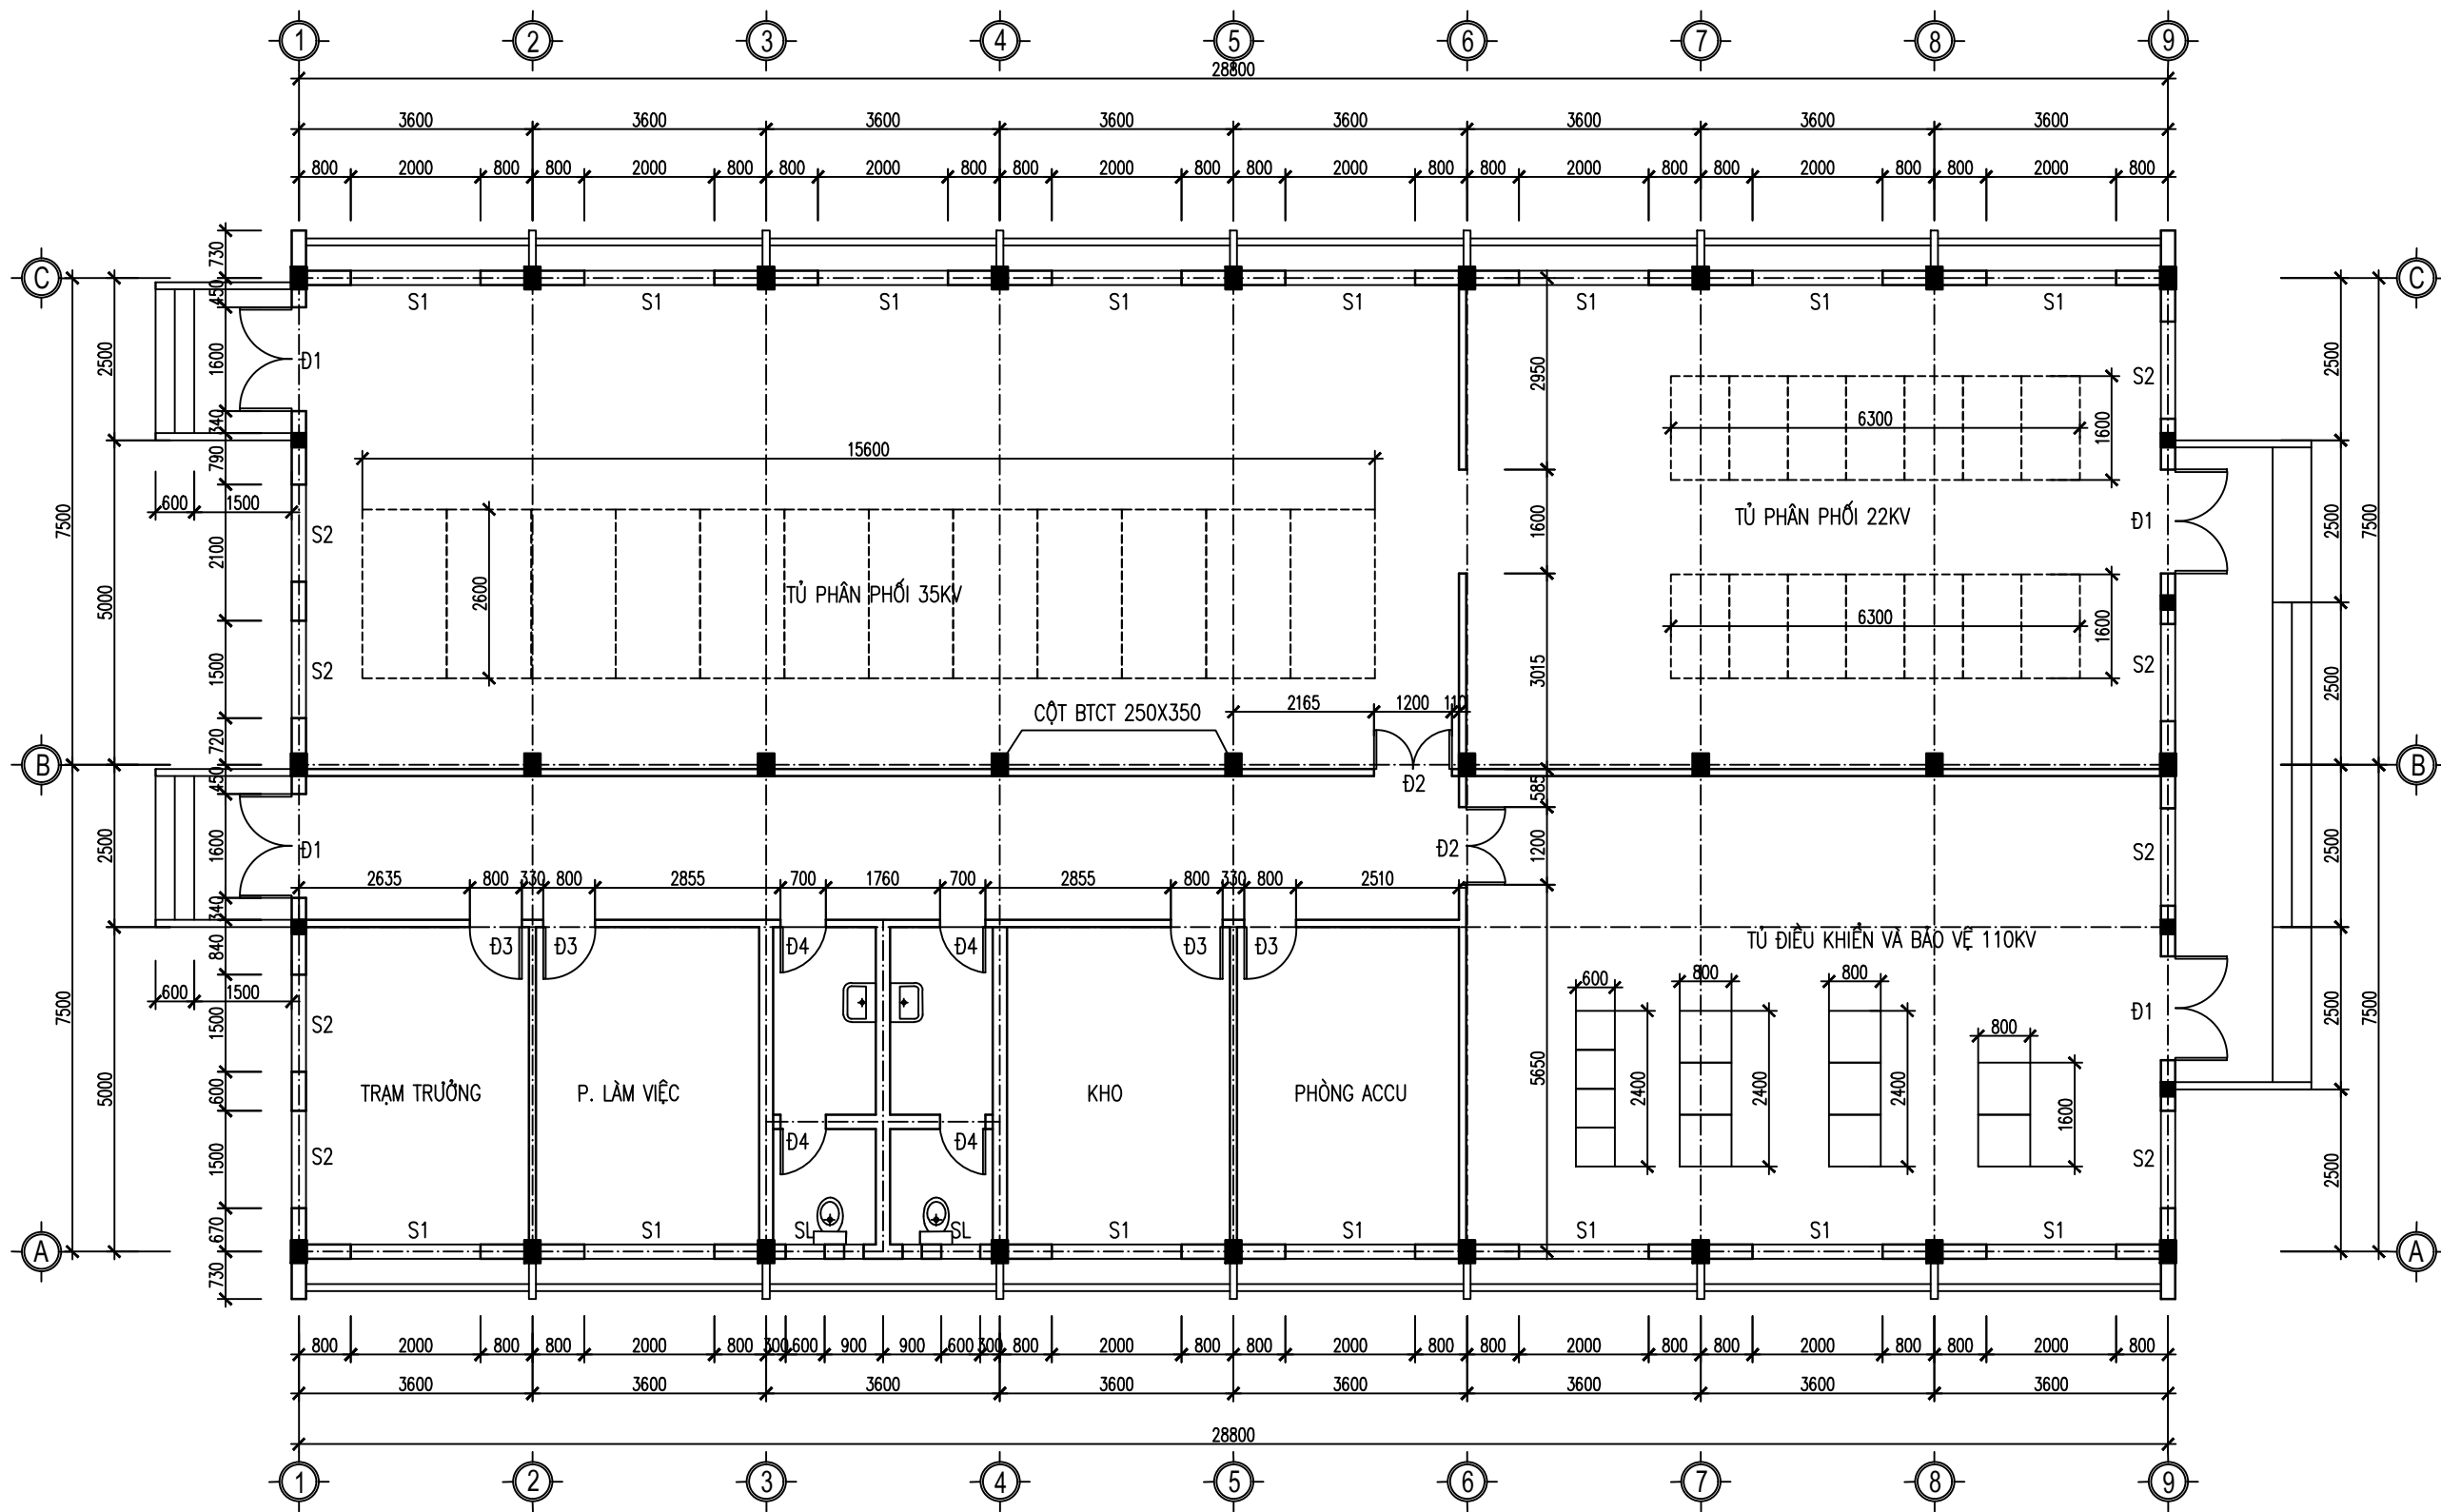 1 2 3 4 5 6 7 8 9
28800
3600 3600 3600 3600 3600 3600 3600 3600
800 2000 800 800 2000 800 800 2000 800 800 2000 800 800 2000 800 800 2000 800 800 2000 800 800 2000 800
730
C C
450
S1 S1 S1 S1 S1 S1 S1 S1
2500 1600 Đ1 2950 S2 2500
340
6300 1600
790
15600
600 1500
7500 S2 TỦ PHÂN PHỐI 22KV Đ1 2500 7500
2100 1600
5000 2600 TỦ PHÂN PHỐI 35KV
6300 1600
1500 S2 3015 S2 2500
CỘT BTCT 250X350 2165 1200 110
720
B B
450 Đ2 585
2500 1600 Đ1 Đ2 1200 S2 2500
2635 800 330 800 2855 700 1760 700 2855 800 330 800 2510
340
840 Đ3 Đ3 Đ4 Đ4 Đ3 Đ3 TỦ ĐIỀU KHIỂN VÀ BẢO VỆ 110KV
600 1500 600 800 800
7500 1500 S2 Đ1 2500 7500
800
5000 600 TRẠM TRƯỞNG P. LÀM VIỆC KHO PHÒNG ACCU 5650 2400 2400 2400 1600
1500 S2 Đ4 Đ4 S2 2500
670 S1 S1 SL SL S1 S1 S1 S1 S1
A A
730
800 2000 800 800 2000 800 300 600 900 900 600 300 800 2000 800 800 2000 800 800 2000 800 800 2000 800 800 2000 800
3600 3600 3600 3600 3600 3600 3600 3600
28800
1 2 3 4 5 6 7 8 9